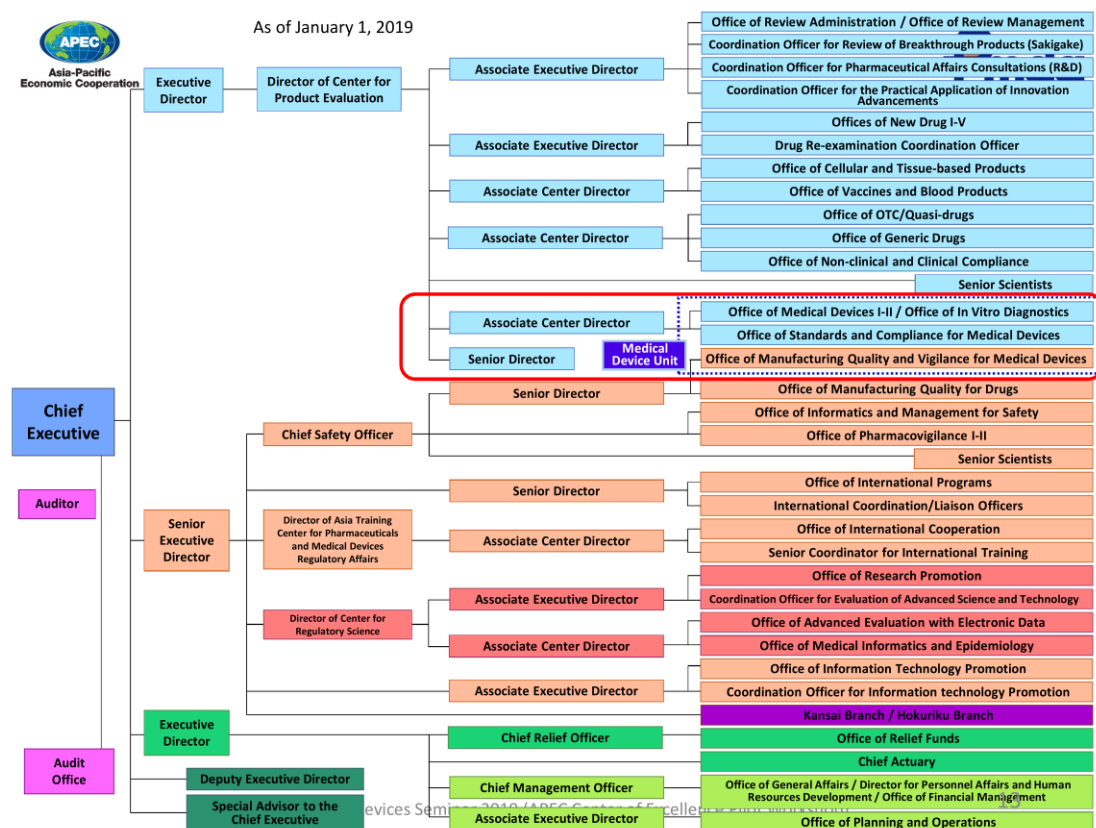 As of January 1, 2019
APEC
Asia-Pacific
Economic Cooperation
Executive
Director
Director of Center for
Product Evaluation
Associate Executive Director
Office of Review Administration / Office of Review Management
Coordination Officer for Review of Breakthrough Products (Sakigake)
Coordination Officer for Pharmaceutical Affairs Consultations (R&D)
Coordination Officer for the Practical Application of Innovation
Advancements
Associate Executive Director
Offices of New Drug I-V
Drug Re-examination Coordination Officer
Associate Center Director
Office of Cellular and Tissue-based Products
Office of Vaccines and Blood Products
Associate Center Director
Office of OTC/Quasi-drugs
Office of Generic Drugs
Office of Non-clinical and Clinical Compliance
Senior Scientists
Associate Center Director
Office of Medical Devices I-II / Office of In Vitro Diagnostics
Office of Standards and Compliance for Medical Devices
Senior Director
Medical
Device Unit
Office of Manufacturing Quality and Vigilance for Medical Devices
Senior Director
Office of Manufacturing Quality for Drugs
Chief
Executive
Chief Safety Officer
Office of Informatics and Management for Safety
Office of Pharmacovigilance I-II
Senior Scientists
Auditor
Senior
Executive
Director
Senior Director
Office of International Programs
International Coordination/Liaison Officers
Director of Asia Training
Center for Pharmaceuticals
and Medical Devices
Regulatory Affairs
Associate Center Director
Office of International Cooperation
Senior Coordinator for International Training
Director of Center for
Regulatory Science
Associate Executive Director
Office of Research Promotion
Coordination Officer for Evaluation of Advanced Science and Technology
Associate Center Director
Office of Advanced Evaluation with Electronic Data
Office of Medical Informatics and Epidemiology
Associate Executive Director
Office of Information Technology Promotion
Coordination Officer for Information technology Promotion
Kansai Branch / Hokuriku Branch
Executive
Director
Chief Relief Officer
Office of Relief Funds
Chief Actuary
Audit
Office
Deputy Executive Director
Chief Management Officer
Office of General Affairs / Director for Personnel Affairs and Human
Resources Development / Office of Financial Management
Special Advisor to the
Chief Executive
Associate Executive Director
Office of Planning and Operations
13